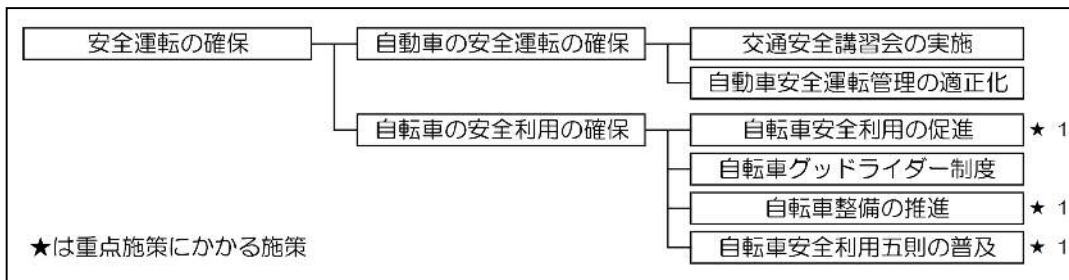 安全運転の確保
自動車の安全運転の確保
交通安全講習会の実施
自動車安全運転管理の適正化
自転車の安全利用の確保
自転車安全利用の促進 ★ 1
自転車グッドライダー制度
自転車整備の推進 ★ 1
自転車安全利用五則の普及 ★ 1
★は重点施策にかかる施策